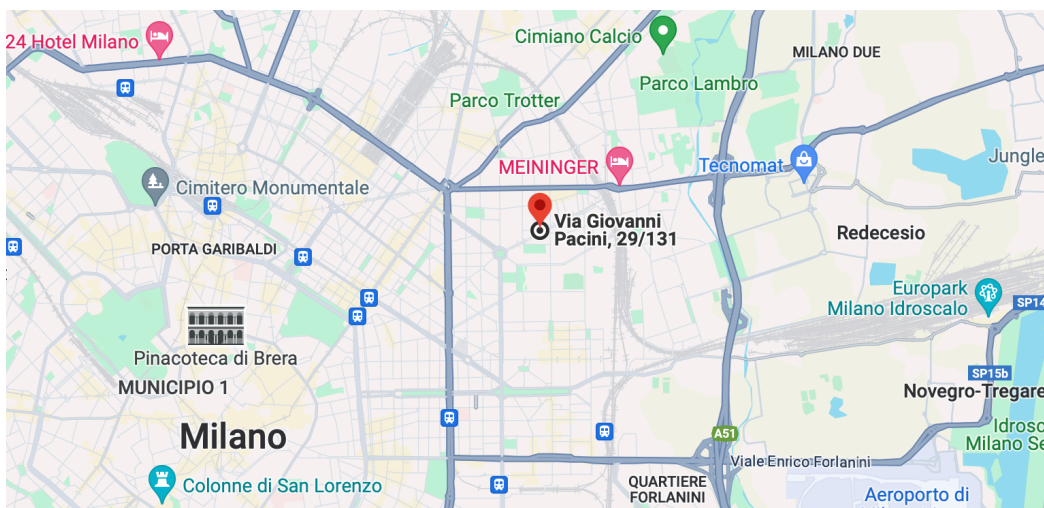 24 Hotel Milano
Cimiano Calcio
MILANO DUE
Parco Lambro
Parco Trotter
MEININGER
Tecnomat
Jungle
Cimitero Monumentale
Via Giovanni
Pacini, 29/131
Redecesio
PORTA GARIBALDI
Europark
Milano Idroscalo
SP14
Pinacoteca di Brera
MUNICIPIO 1
SP15b
Novegro-Tregare
Milano
A51
Idrosc
Milano Se
Viale Enrico Forlanini
Colonne di San Lorenzo
QUARTIERE
FORLANINI
Aeroporto di